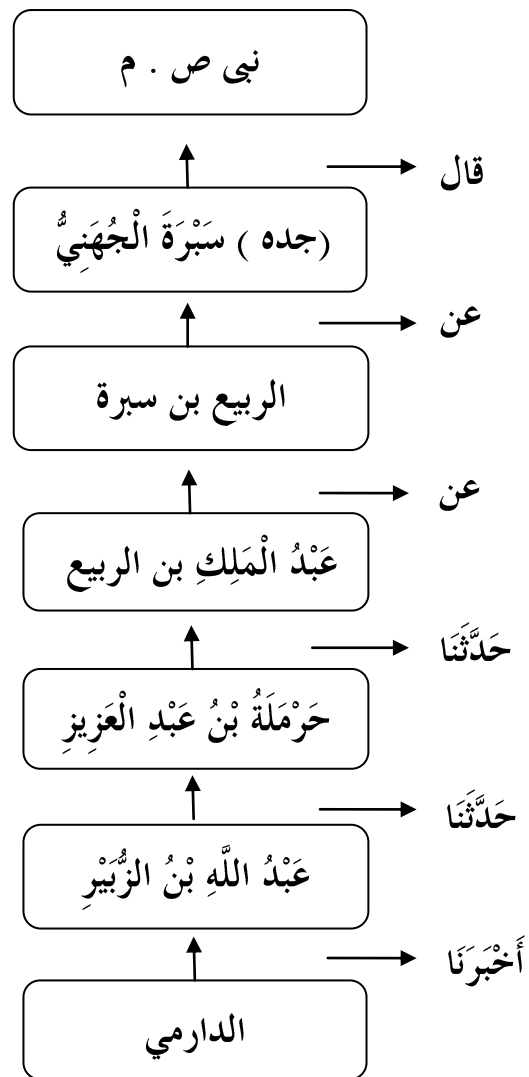 نبى ص . م
قال
(جده ) سَبْرَةَ الْجُهَنِيُّ
عن
الربيع بن سبرة
عن
عَبْدُ الْمَلِكِ بن الربيع
حَدَّثَنَا
حَرْمَلَةُ بْنُ عَبْدِ الْعَزِيزِ
حَدَّثَنَا
عَبْدُ اللَّهِ بْنُ الزُّبَيْرِ
أَخْبَرَنَا
الدارمي